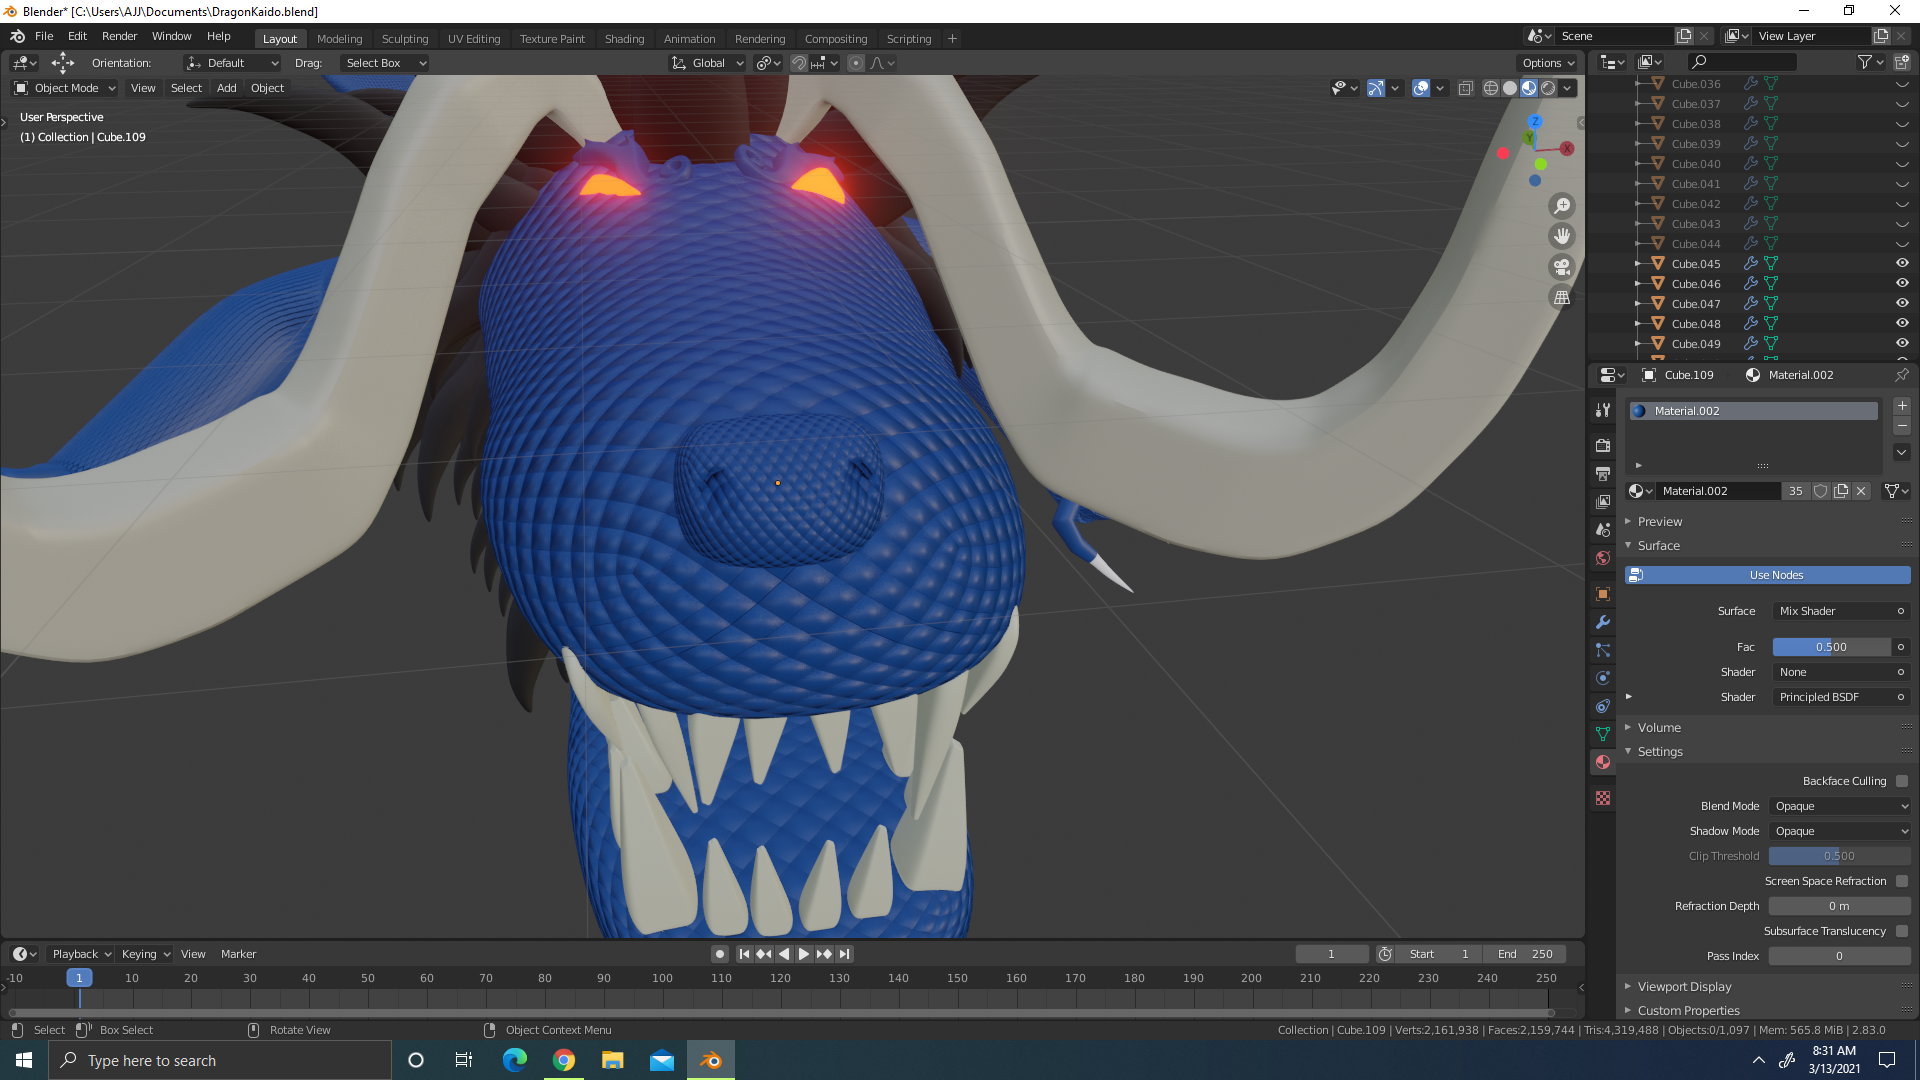 Blender* [C:\Users\AJJ\Documents\DragonKaido.blend]
File Edit Render Window Help Layout Modeling Sculpting UV Editing Texture Paint Shading Animation Rendering Compositing Scripting + Scene View Layer
Orientation: Default Drag: Select Box Global Options
Object Mode View Select Add Object
User Perspective
(1) Collection | Cube.109
Z
Y
X
Cube.036
Cube.037
Cube.038
Cube.039
Cube.040
Cube.041
Cube.042
Cube.043
Cube.044
Cube.045
Cube.046
Cube.047
Cube.048
Cube.049
Cube.109 Material.002
Material.002
Material.002 35
Preview
Surface
Use Nodes
Surface Mix Shader
Fac 0.500
Shader None
Shader Principled BSDF
Volume
Settings
Backface Culling
Blend Mode Opaque
Shadow Mode Opaque
Clip Threshold 0.500
Screen Space Refraction
Refraction Depth 0 m
Subsurface Translucency
Pass Index 0
Viewport Display
Custom Properties
Playback Keying View Marker 1 Start 1 End 250
-10 1 10 20 30 40 50 60 70 80 90 100 110 120 130 140 150 160 170 180 190 200 210 220 230 240 250
Select Box Select Rotate View Object Context Menu Collection | Cube.109 | Verts:2,161,938 | Faces:2,159,744 | Tris:4,319,488 | Objects:0/1,097 | Mem: 565.8 MiB | 2.83.0
Type here to search
8:31 AM
3/13/2021